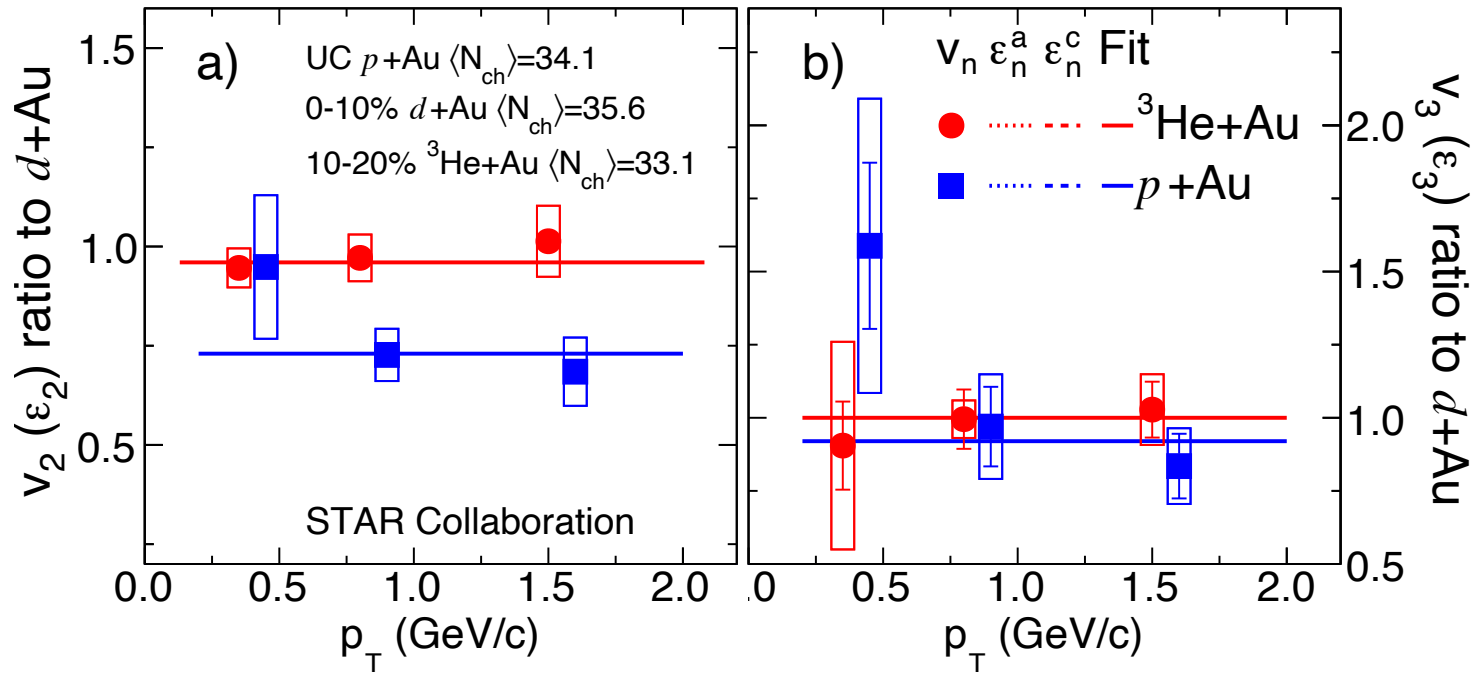 a)
UC p+Au ⟨N_ch⟩=34.1
0-10% d+Au ⟨N_ch⟩=35.6
10-20% ³He+Au ⟨N_ch⟩=33.1
STAR Collaboration
v₂ (ε₂) ratio to d+Au
1.5
1.0
0.5
0.0 0.5 1.0 1.5 2.0
p_T (GeV/c)
b)
v_n ε_n^a ε_n^c Fit
³He+Au
p+Au
v₃ (ε₃) ratio to d+Au
2.0
1.5
1.0
0.5
.0 0.5 1.0 1.5 2.0
p_T (GeV/c)